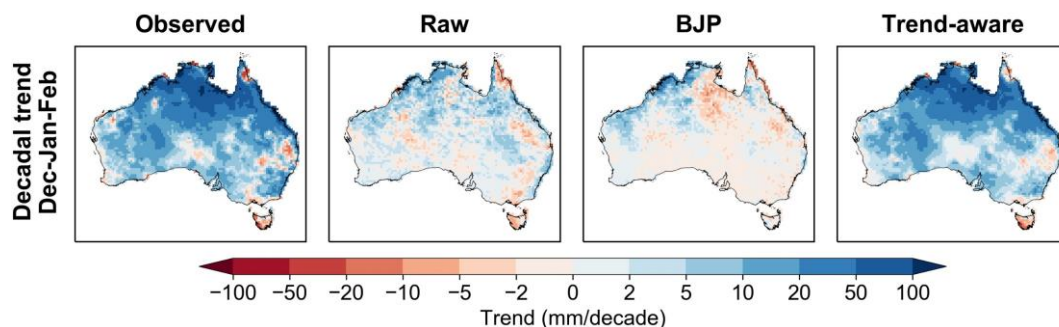 Observed Raw BJP Trend-aware
Decadal trend
Dec-Jan-Feb
−100 −50 −20 −10 −5 −2 0 2 5 10 20 50 100
Trend (mm/decade)